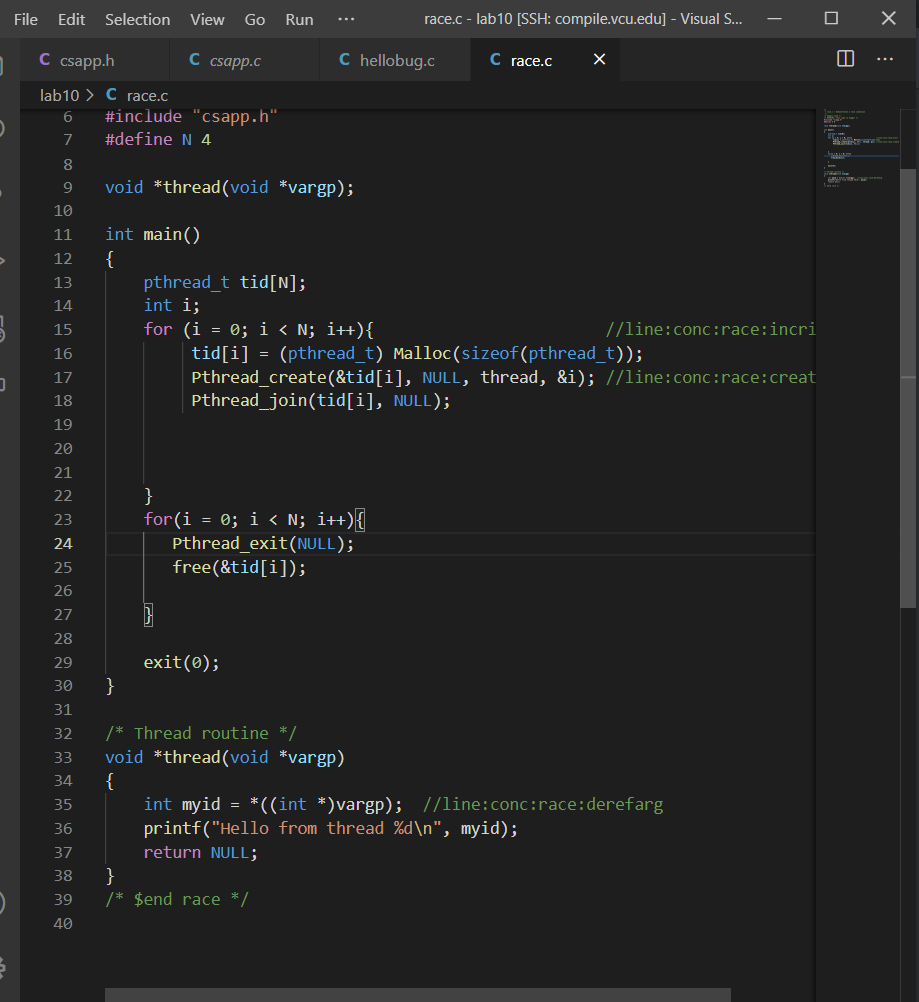 File Edit Selection View Go Run ··· race.c - lab10 [SSH: compile.vcu.edu] - Visual S...
C csapp.h C csapp.c C hellobug.c C race.c
lab10 > C race.c
6 #include "csapp.h"
7 #define N 4
8
9 void *thread(void *vargp);
10
11 int main()
12 {
13 pthread_t tid[N];
14 int i;
15 for (i = 0; i < N; i++){ //line:conc:race:incri
16 tid[i] = (pthread_t) Malloc(sizeof(pthread_t));
17 Pthread_create(&tid[i], NULL, thread, &i); //line:conc:race:creat
18 Pthread_join(tid[i], NULL);
19
20
21
22 }
23 for(i = 0; i < N; i++){
24 Pthread_exit(NULL);
25 free(&tid[i]);
26
27 }
28
29 exit(0);
30 }
31
32 /* Thread routine */
33 void *thread(void *vargp)
34 {
35 int myid = *((int *)vargp); //line:conc:race:derefarg
36 printf("Hello from thread %d\n", myid);
37 return NULL;
38 }
39 /* $end race */
40